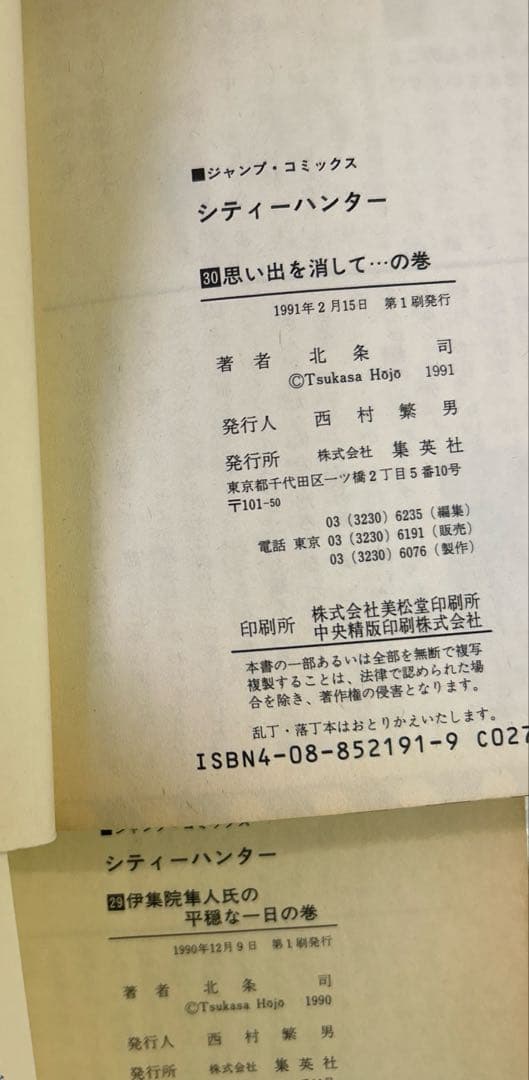 ■ジャンプ・コミックス
シティーハンター
30思い出を消して…の巻
1991年2月15日 第1刷発行
著者 北条司
©Tsukasa Hōjō 1991
発行人 西村繁男
発行所 株式会社 集英社
東京都千代田区一ツ橋2丁目5番10号
〒101-50
03(3230)6235(編集)
電話 東京 03(3230)6191(販売)
03(3230)6076(製作)
印刷所 株式会社美松堂印刷所
中央精版印刷株式会社
本書の一部あるいは全部を無断で複写
複製することは、法律で認められた場
合を除き、著作権の侵害となります。
乱丁・落丁本はおとりかえいたします。
ISBN4-08-852191-9 C027
■ジャンプ・コミックス
シティーハンター
29伊集院隼人氏の
平穏な一日の巻
1990年12月9日 第1刷発行
著者 北条司
©Tsukasa Hōjō 1990
発行人 西村繁男
発行所 株式会社 集英社